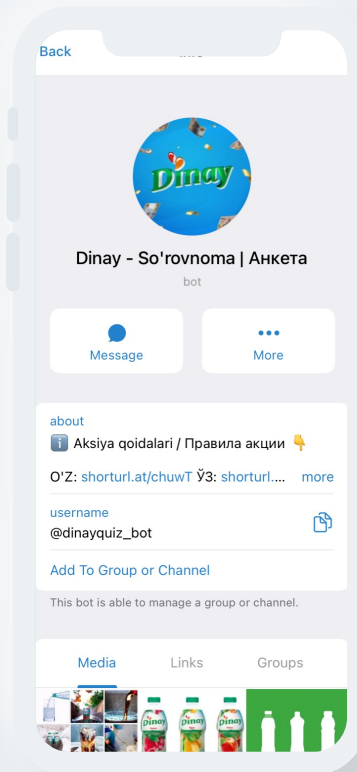 Back
Dinay
Dinay - So'rovnoma | Анкета
bot
Message
More
about
Aksiya qoidalari / Правила акции
O'Z: shorturl.at/chuwT ЎЗ: shorturl.... more
username
@dinayquiz_bot
Add To Group or Channel
This bot is able to manage a group or channel.
Media Links Groups
Dinay Dinay Dinay